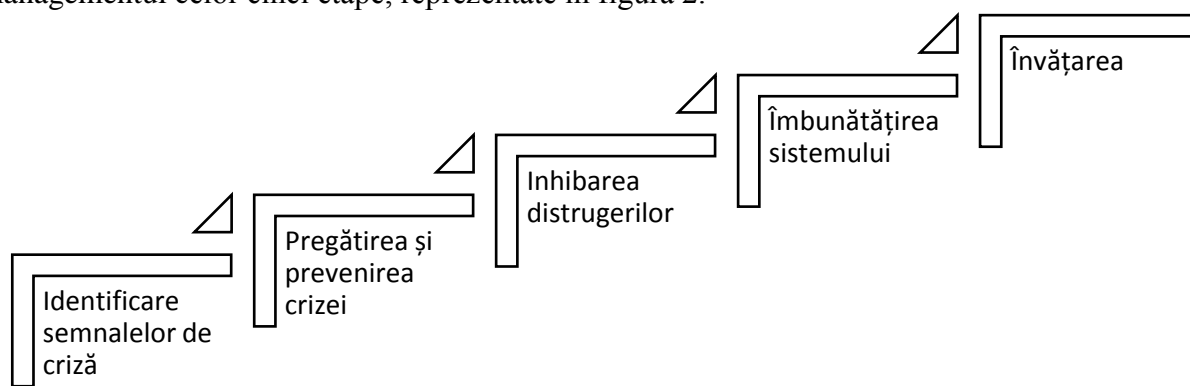 managementul celor cinci etape, reprezentate în figura 2.
Identificare
semnalelor de
criză
Pregătirea și
prevenirea
crizei
Inhibarea
distrugerilor
Îmbunătățirea
sistemului
Învățarea